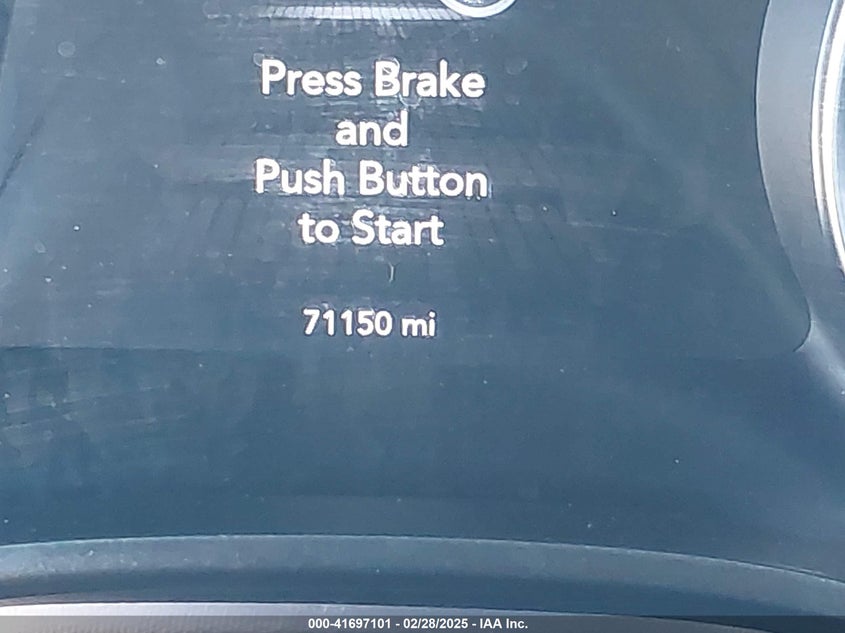 Press Brake
and
Push Button
to Start
71150 mi
000-41697101 - 02/28/2025 - IAA Inc.